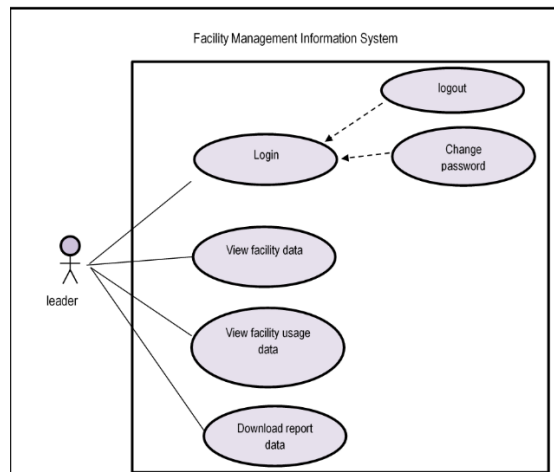 Facility Management Information System
logout
Login
Change
password
View facility data
leader
View facility usage
data
Download report
data